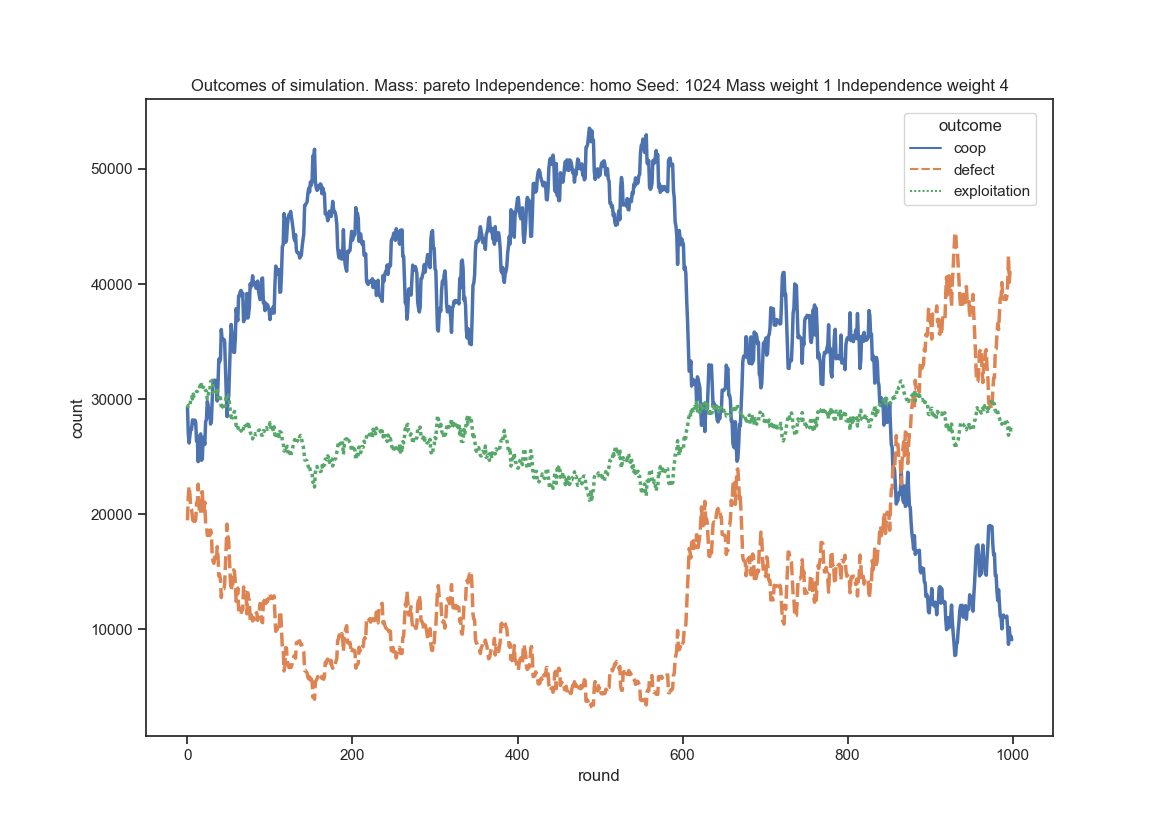 Outcomes of simulation. Mass: pareto Independence: homo Seed: 1024 Mass weight 1 Independence weight 4
outcome
coop
defect
exploitation
50000
40000
30000
20000
10000
count
0 200 400 600 800 1000
round